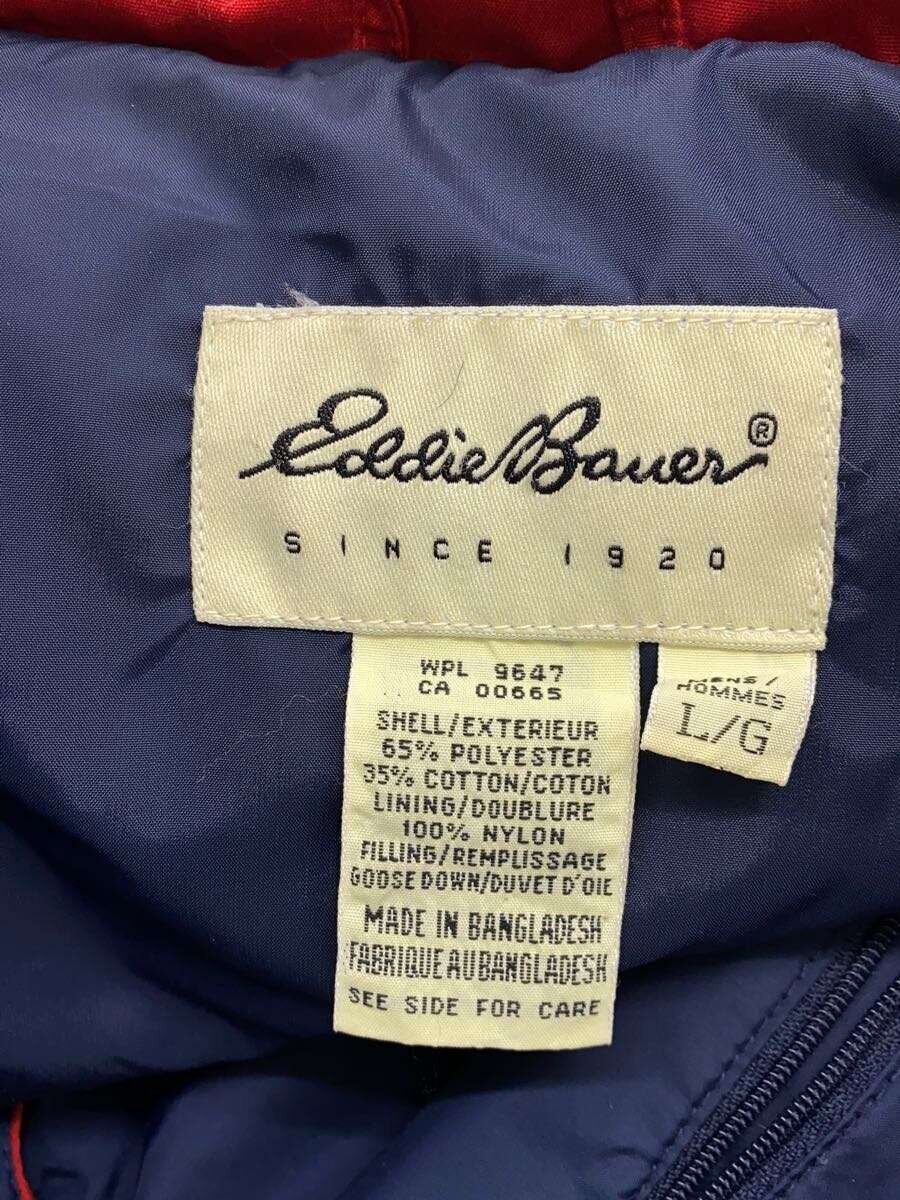 Eddie Bauer®
SINCE 1920
WPL 9647
CA 00665
SHELL/EXTERIEUR
65% POLYESTER
35% COTTON/COTON
LINING/DOUBLURE
100% NYLON
FILLING/REMPLISSAGE
GOOSE DOWN/DUVET D'OIE
MADE IN BANGLADESH
FABRIQUE AU BANGLADESH
SEE SIDE FOR CARE
MENS/
HOMMES
L/G